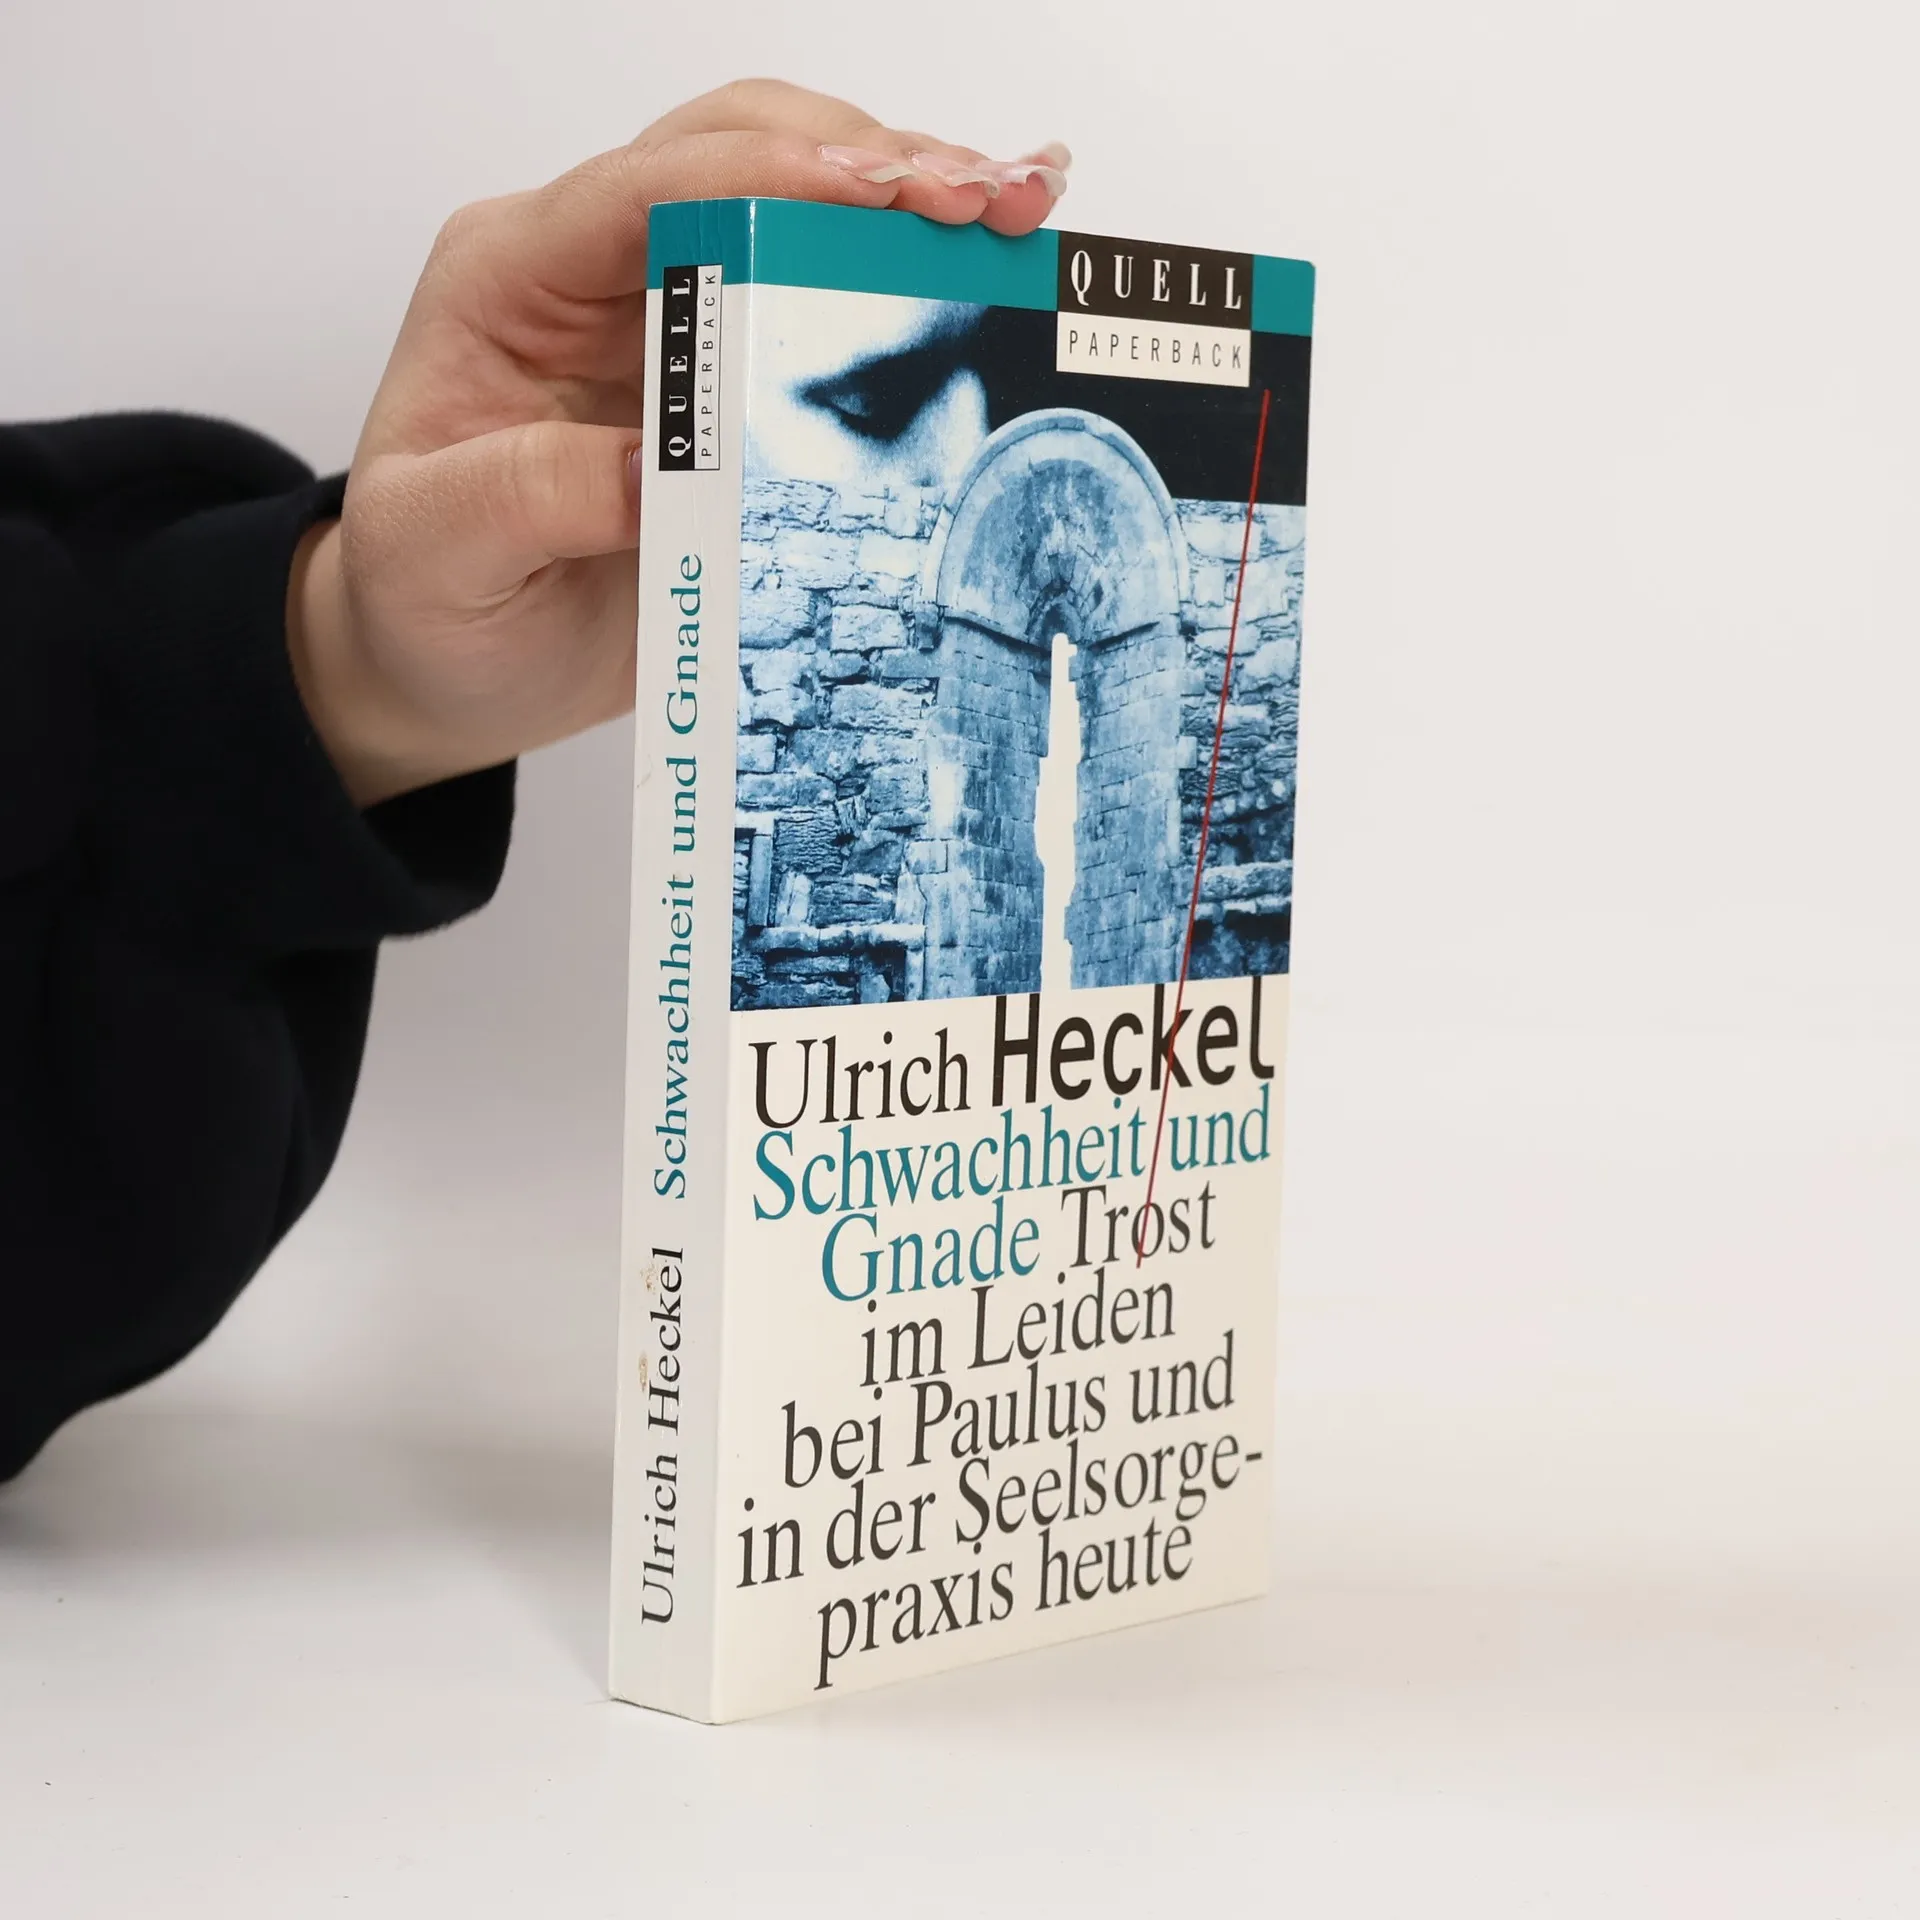 QUELL
PAPERBACK
Ulrich Heckel Schwachheit und Gnade
QUELL
PAPERBACK
Ulrich Heckel
Schwachheit und
Gnade Trost
im Leiden
bei Paulus und
in der Seelsorge-
praxis heute